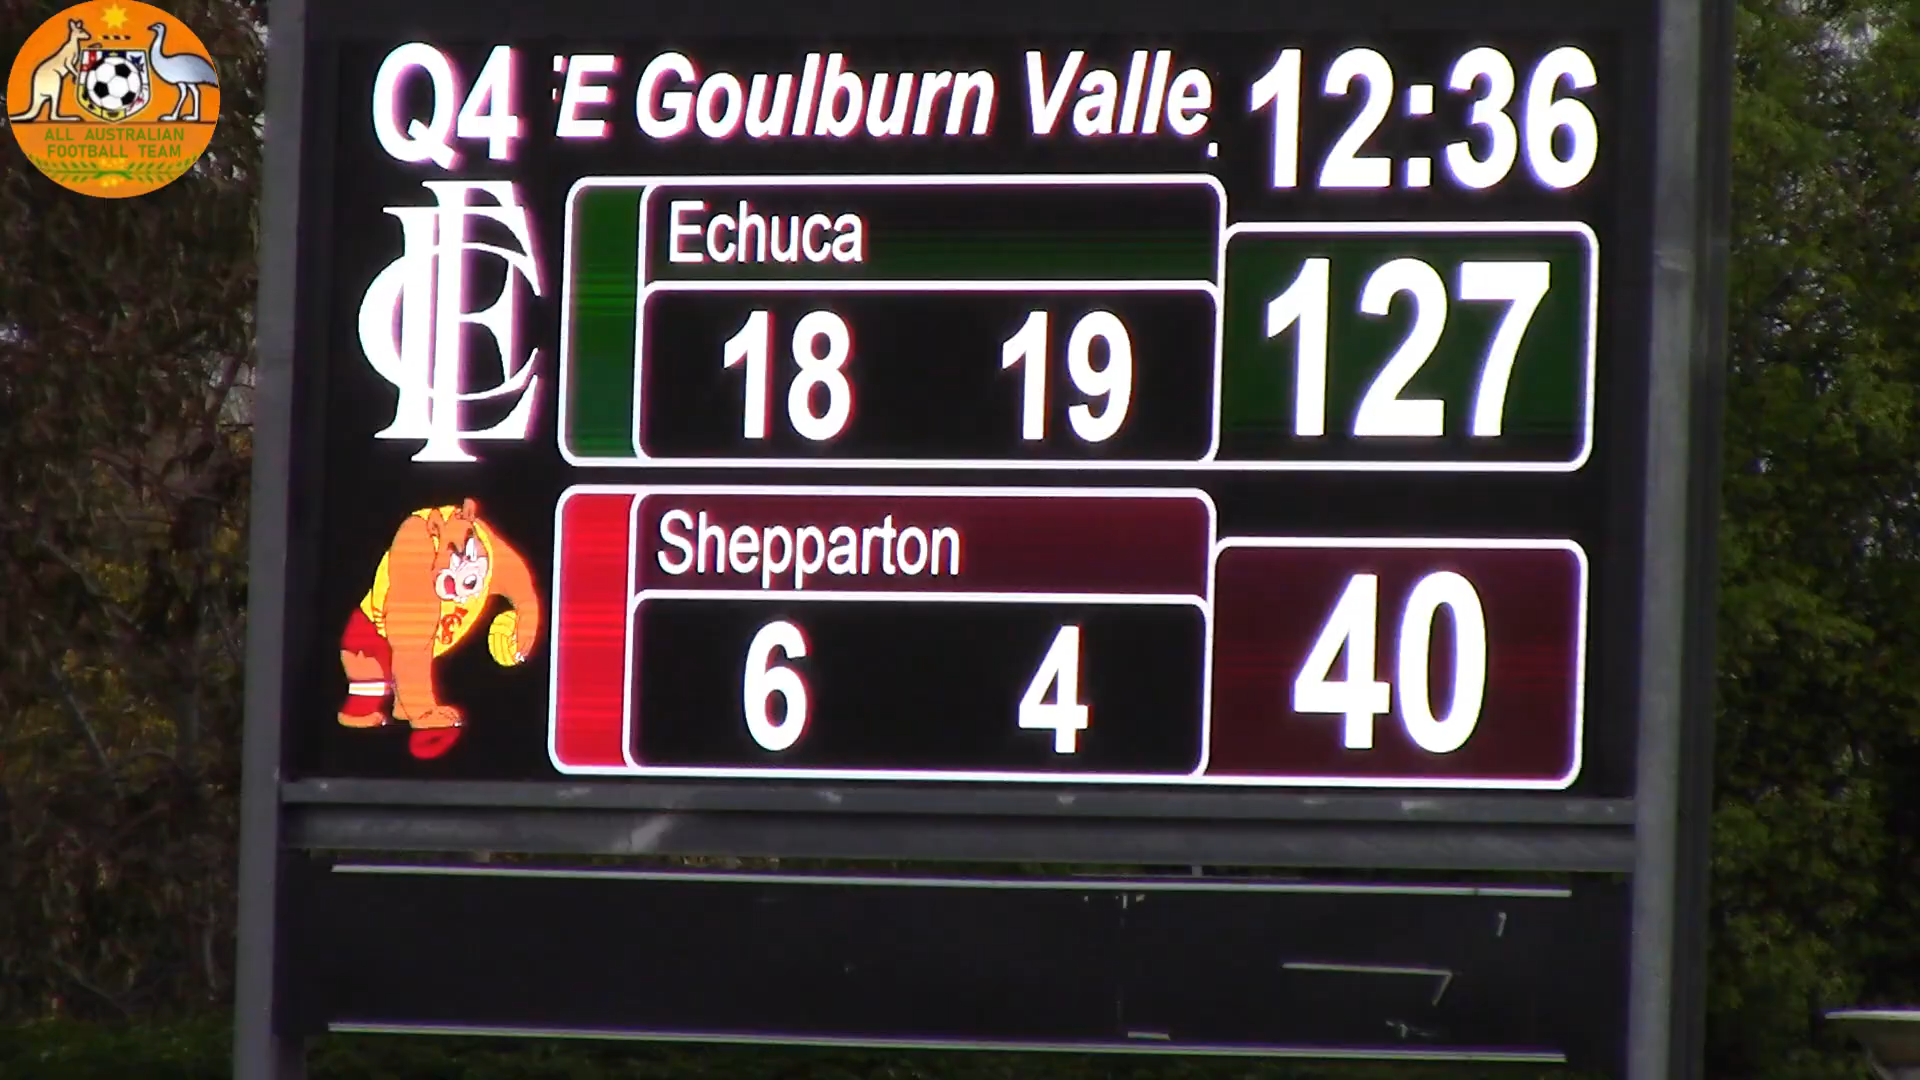 ALL AUSTRALIAN
FOOTBALL TEAM
Q4 E Goulburn Valle 12:36
Echuca
18 19 127
Shepparton
6 4 40